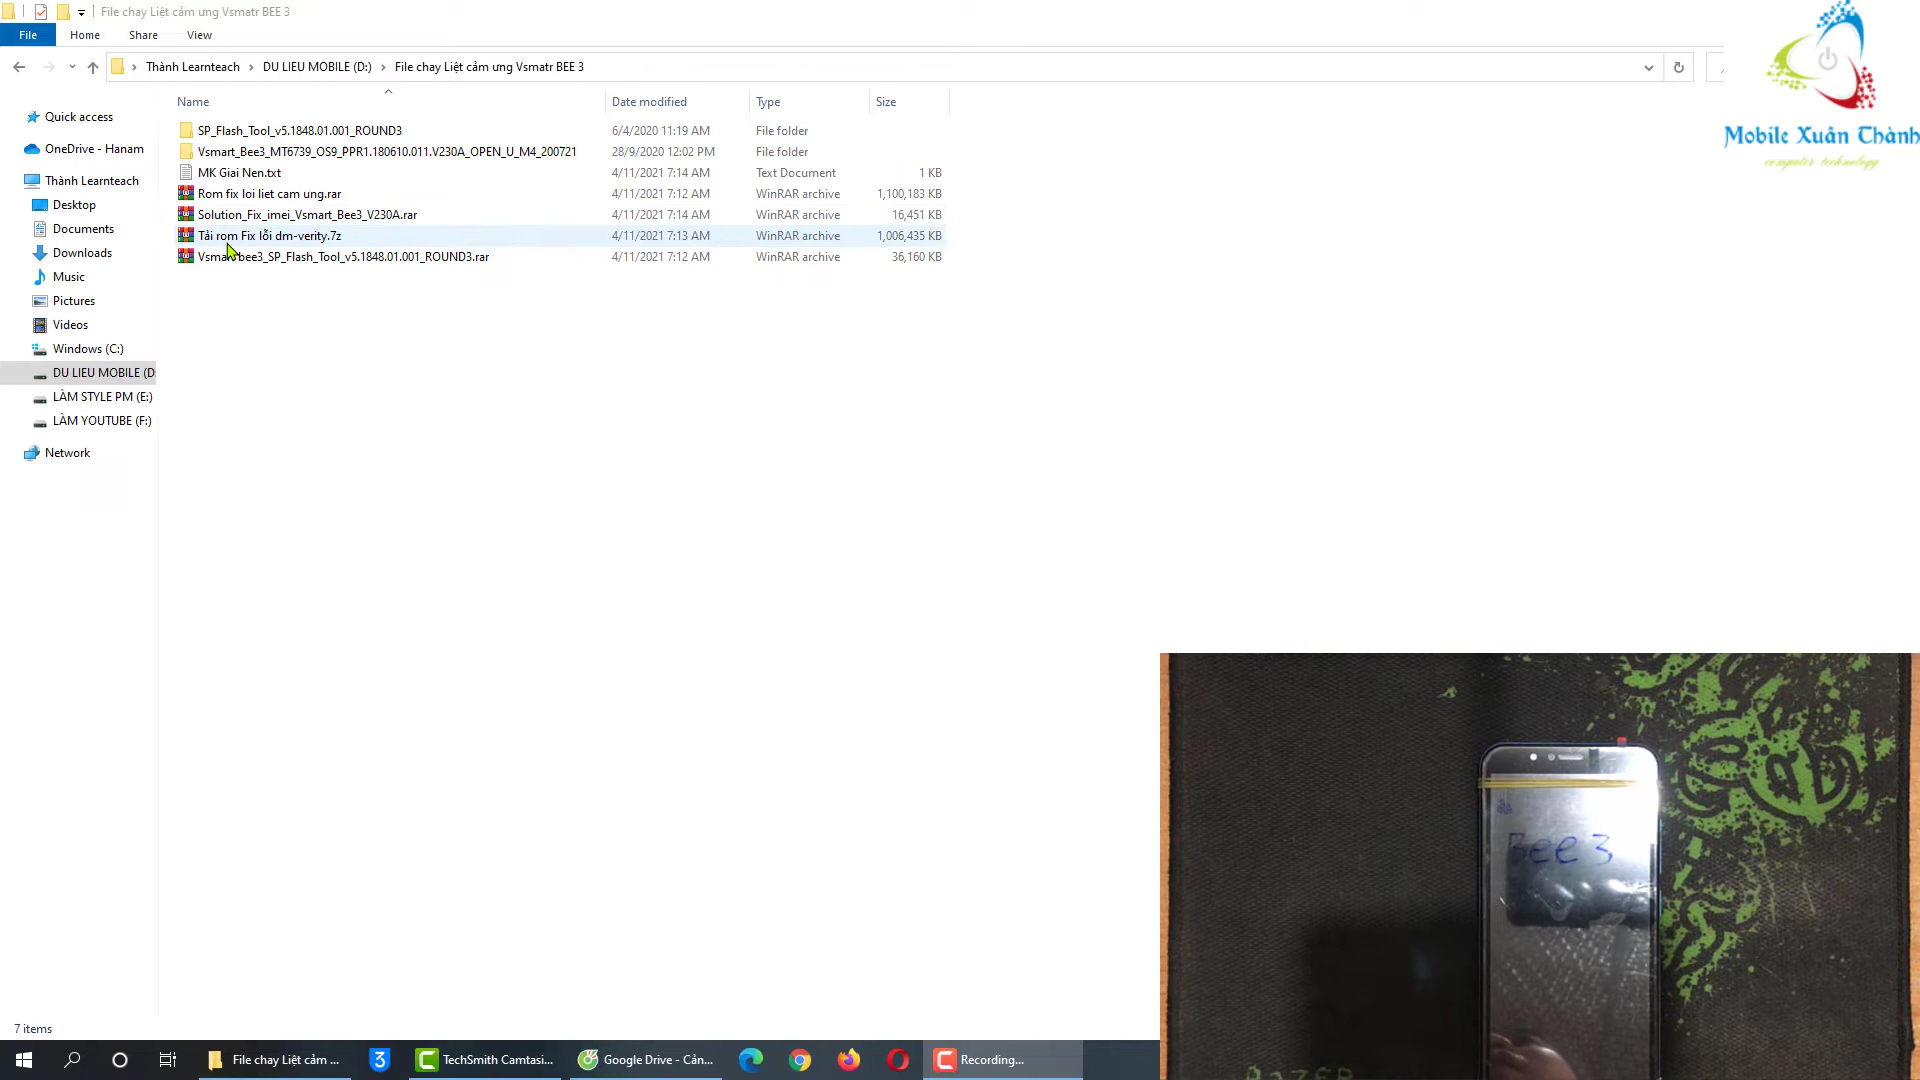 File chay Liệt cảm ưng Vsmatr BEE 3
File Home Share View
Thành Learnteach DU LIEU MOBILE (D:) File chay Liệt cảm ưng Vsmatr BEE 3
Mobile Xuân Thành
computer technology
Name Date modified Type Size
SP_Flash_Tool_v5.1848.01.001_ROUND3 6/4/2020 11:19 AM File folder
Vsmart_Bee3_MT6739_OS9_PPR1.180610.011.V230A_OPEN_U_M4_200721 28/9/2020 12:02 PM File folder
MK Giai Nen.txt 4/11/2021 7:14 AM Text Document 1 KB
Rom fix loi liet cam ung.rar 4/11/2021 7:12 AM WinRAR archive 1,100,183 KB
Solution_Fix_imei_Vsmart_Bee3_V230A.rar 4/11/2021 7:14 AM WinRAR archive 16,451 KB
Tải rom Fix lỗi dm-verity.7z 4/11/2021 7:13 AM WinRAR archive 1,006,435 KB
Vsmart_bee3_SP_Flash_Tool_v5.1848.01.001_ROUND3.rar 4/11/2021 7:12 AM WinRAR archive 36,160 KB
Quick access
OneDrive - Hanam
Thành Learnteach
Desktop
Documents
Downloads
Music
Pictures
Videos
Windows (C:)
DU LIEU MOBILE (D:
LÀM STYLE PM (E:)
LÀM YOUTUBE (F:)
Network
Bee 3
7 items
File chay Liệt cảm ... 3 TechSmith Camtasi... Google Drive - Cản... Recording...
RAZER